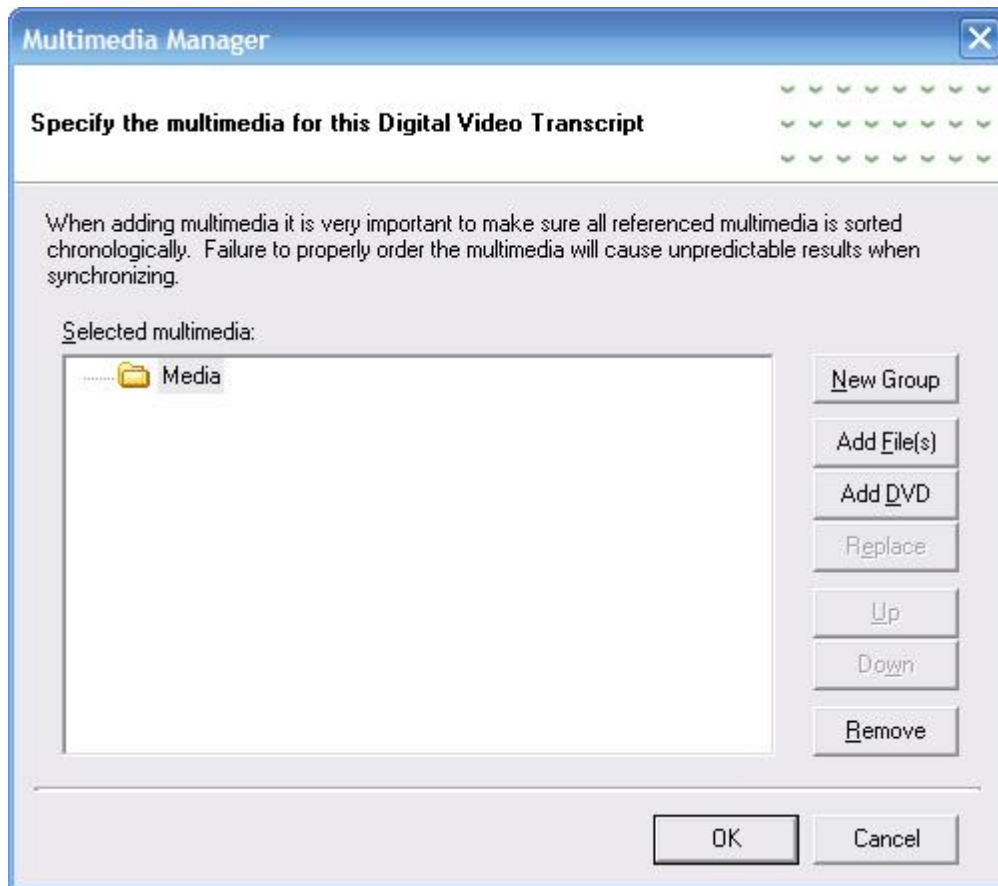 Multimedia Manager
Specify the multimedia for this Digital Video Transcript
When adding multimedia it is very important to make sure all referenced multimedia is sorted
chronologically.  Failure to properly order the multimedia will cause unpredictable results when
synchronizing.
Selected multimedia:
Media
New Group
Add File(s)
Add DVD
Replace
Up
Down
Remove
OK
Cancel